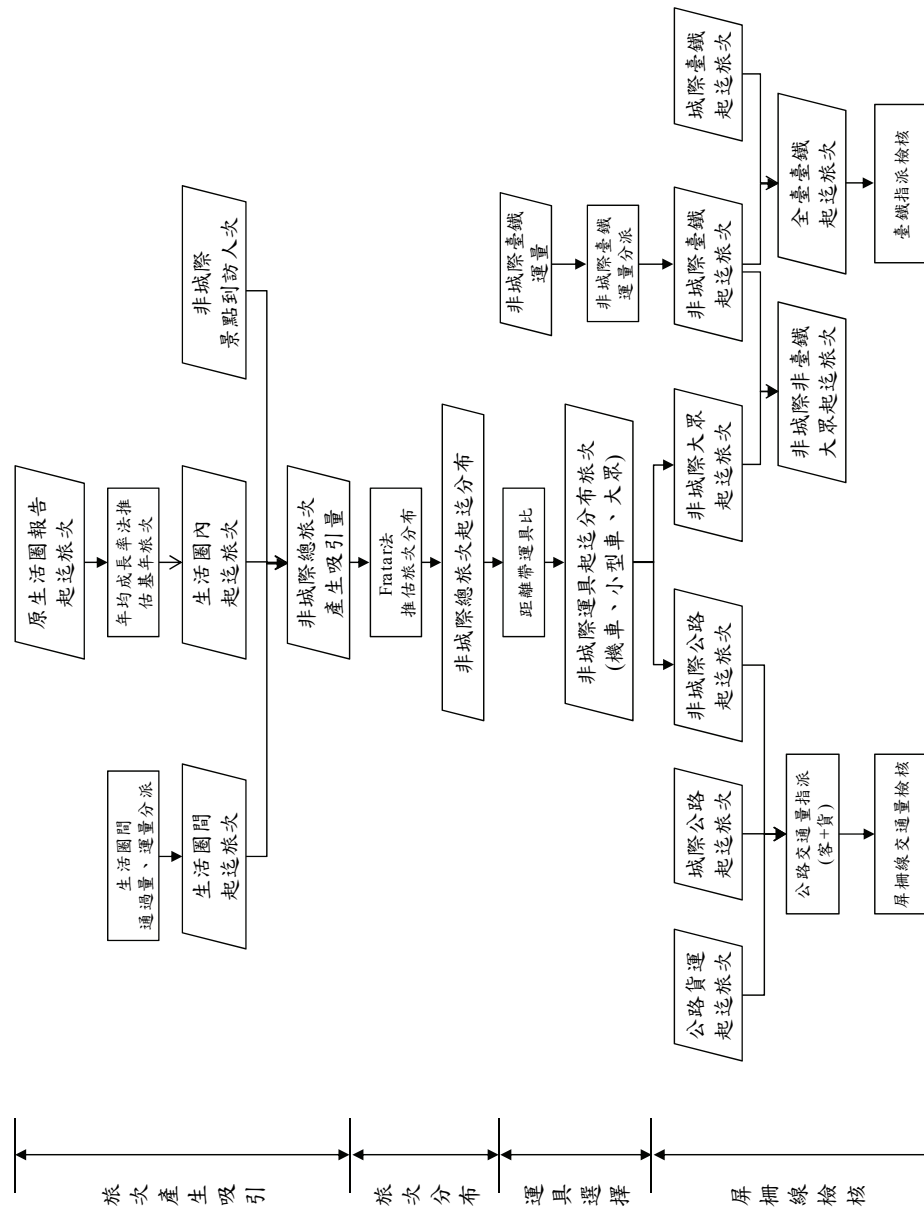 旅次產生吸引
旅次分布
運具選擇
屏柵線檢核
原生活圈報告
起迄旅次
生活圈間
通過量、運量分派
年均成長率法推
估基年旅次
生活圈間
起迄旅次
生活圈內
起迄旅次
非城際
景點到訪人次
非城際總旅次
產生吸引量
Fratar法
推估旅次分布
非城際總旅次起迄分布
距離帶運具比
非城際臺鐵
運量
非城際運具起迄分布旅次
(機車、小型車、大眾)
非城際臺鐵
運量分派
公路貨運
起迄旅次
城際公路
起迄旅次
非城際公路
起迄旅次
非城際大眾
起迄旅次
非城際臺鐵
起迄旅次
城際臺鐵
起迄旅次
公路交通量指派
(客+貨)
非城際非臺鐵
大眾起迄旅次
全臺臺鐵
起迄旅次
屏柵線交通量檢核
臺鐵指派檢核